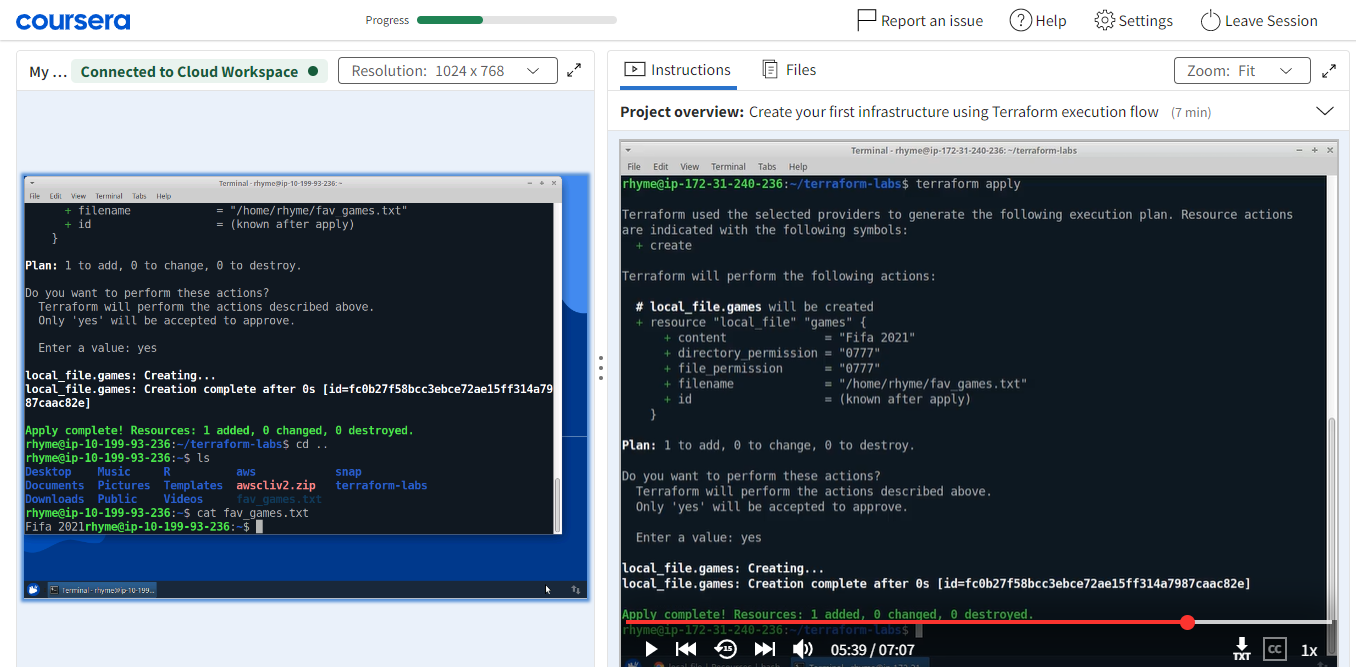 coursera
Progress
Report an issue
Help
Settings
Leave Session
My ...
Connected to Cloud Workspace
Resolution: 1024 x 768
Instructions
Files
Zoom: Fit
Project overview: Create your first infrastructure using Terraform execution flow (7 min)
Terminal - rhyme@ip-10-199-93-236: ~
File Edit View Terminal Tabs Help
+ filename = "/home/rhyme/fav_games.txt"
+ id = (known after apply)
}
Plan: 1 to add, 0 to change, 0 to destroy.
Do you want to perform these actions?
Terraform will perform the actions described above.
Only 'yes' will be accepted to approve.
Enter a value: yes
local_file.games: Creating...
local_file.games: Creation complete after 0s [id=fc0b27f58bcc3ebce72ae15ff314a79
87caac82e]
Apply complete! Resources: 1 added, 0 changed, 0 destroyed.
rhyme@ip-10-199-93-236:~/terraform-labs$ cd ..
rhyme@ip-10-199-93-236:~$ ls
Desktop Music R aws snap
Documents Pictures Templates awscliv2.zip terraform-labs
Downloads Public Videos fav_games.txt
rhyme@ip-10-199-93-236:~$ cat fav_games.txt
Fifa 2021rhyme@ip-10-199-93-236:~$
Terminal - rhyme@ip-10-199...
Terminal - rhyme@ip-172-31-240-236: ~/terraform-labs
File Edit View Terminal Tabs Help
rhyme@ip-172-31-240-236:~/terraform-labs$ terraform apply
Terraform used the selected providers to generate the following execution plan. Resource actions
are indicated with the following symbols:
+ create
Terraform will perform the following actions:
# local_file.games will be created
+ resource "local_file" "games" {
+ content = "Fifa 2021"
+ directory_permission = "0777"
+ file_permission = "0777"
+ filename = "/home/rhyme/fav_games.txt"
+ id = (known after apply)
}
Plan: 1 to add, 0 to change, 0 to destroy.
Do you want to perform these actions?
Terraform will perform the actions described above.
Only 'yes' will be accepted to approve.
Enter a value: yes
local_file.games: Creating...
local_file.games: Creation complete after 0s [id=fc0b27f58bcc3ebce72ae15ff314a7987caac82e]
Apply complete! Resources: 1 added, 0 changed, 0 destroyed.
rhyme@ip-172-31-240-236:~/terraform-labs$
15
05:39 / 07:07
TXT
CC
1x